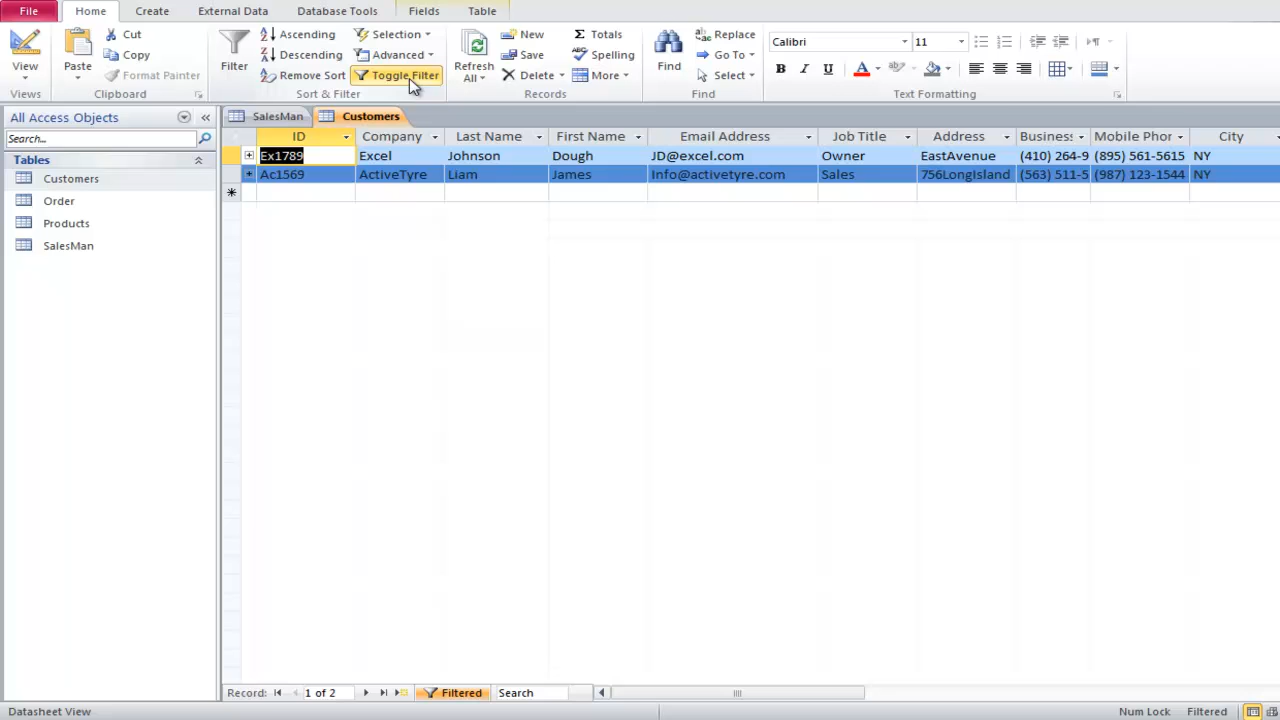 File Home Create External Data Database Tools Fields Table
View
Views
Paste
Cut
Copy
Format Painter
Clipboard
Filter
Ascending
Descending
Remove Sort
Selection
Advanced
Toggle Filter
Sort & Filter
Refresh All
New
Save
Delete
Totals
Spelling
More
Records
Find
Replace
Go To
Select
Find
Calibri 11
B I U A ab
Text Formatting
All Access Objects
Search...
Tables
Customers
Order
Products
SalesMan
SalesMan Customers
ID Company Last Name First Name Email Address Job Title Address Business Mobile Phor City
Ex1789 Excel Johnson Dough JD@excel.com Owner EastAvenue (410) 264-9 (895) 561-5615 NY
Ac1569 ActiveTyre Liam James Info@activetyre.com Sales 756LongIsland (563) 511-5 (987) 123-1544 NY
Record: 1 of 2 Filtered Search
Datasheet View Num Lock Filtered